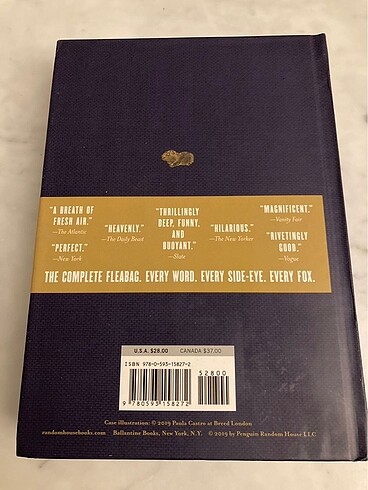 "A BREATH OF
FRESH AIR."
—The Atlantic
"PERFECT."
—New York
"HEAVENLY."
—The Daily Beast
"THRILLINGLY
DEEP, FUNNY,
AND
BUOYANT."
—Slate
"HILARIOUS."
—The New Yorker
"MAGNIFICENT."
—Vanity Fair
"RIVETINGLY
GOOD."
—Vogue
THE COMPLETE FLEABAG. EVERY WORD. EVERY SIDE-EYE. EVERY FOX.
U.S.A. $28.00 CANADA $37.00
ISBN 978-0-593-15827-2
52800
9 780593 158272
Case illustration: © 2019 Paula Castro at Breed London
randomhousebooks.com Ballantine Books, New York, N.Y. © 2019 by Penguin Random House LLC